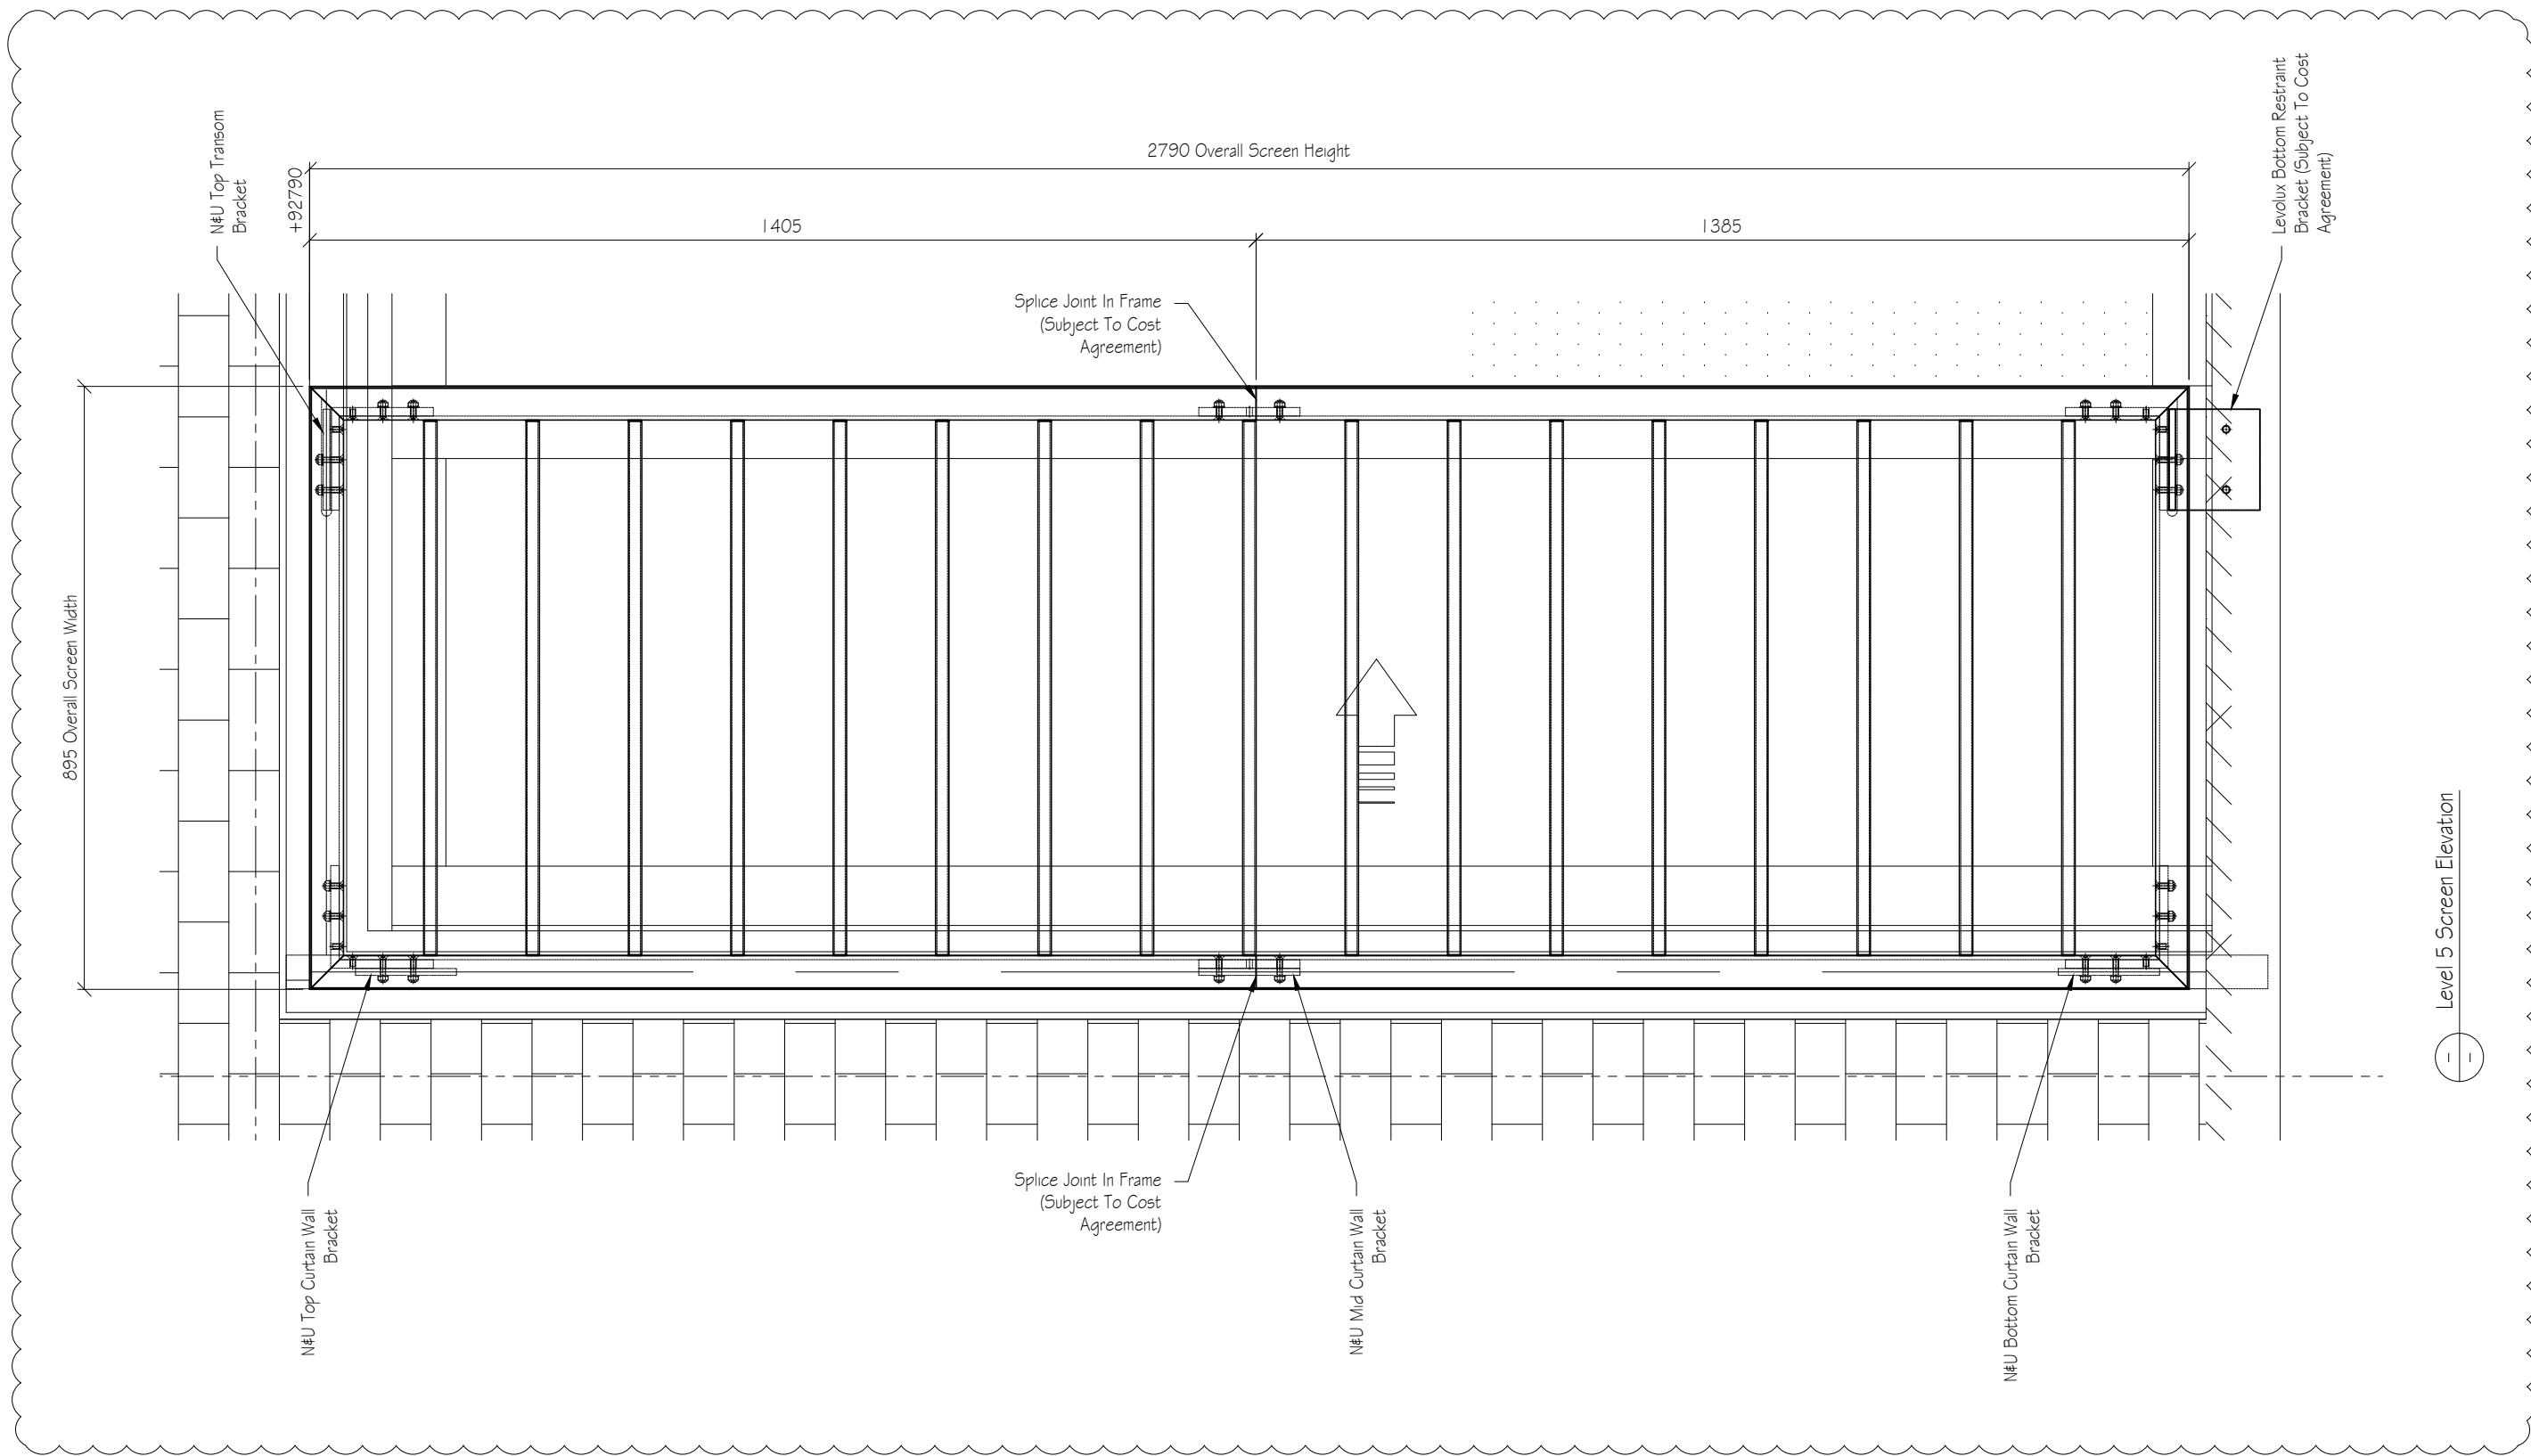 N&U Top Transom
Bracket
+92790
2790 Overall Screen Height
1405
1385
Levolux Bottom Restraint
Bracket (Subject To Cost
Agreement)
Splice Joint In Frame
(Subject To Cost
Agreement)
895 Overall Screen Width
N&U Top Curtain Wall
Bracket
Splice Joint In Frame
(Subject To Cost
Agreement)
N&U Mid Curtain Wall
Bracket
N&U Bottom Curtain Wall
Bracket
Level 5 Screen Elevation
- -